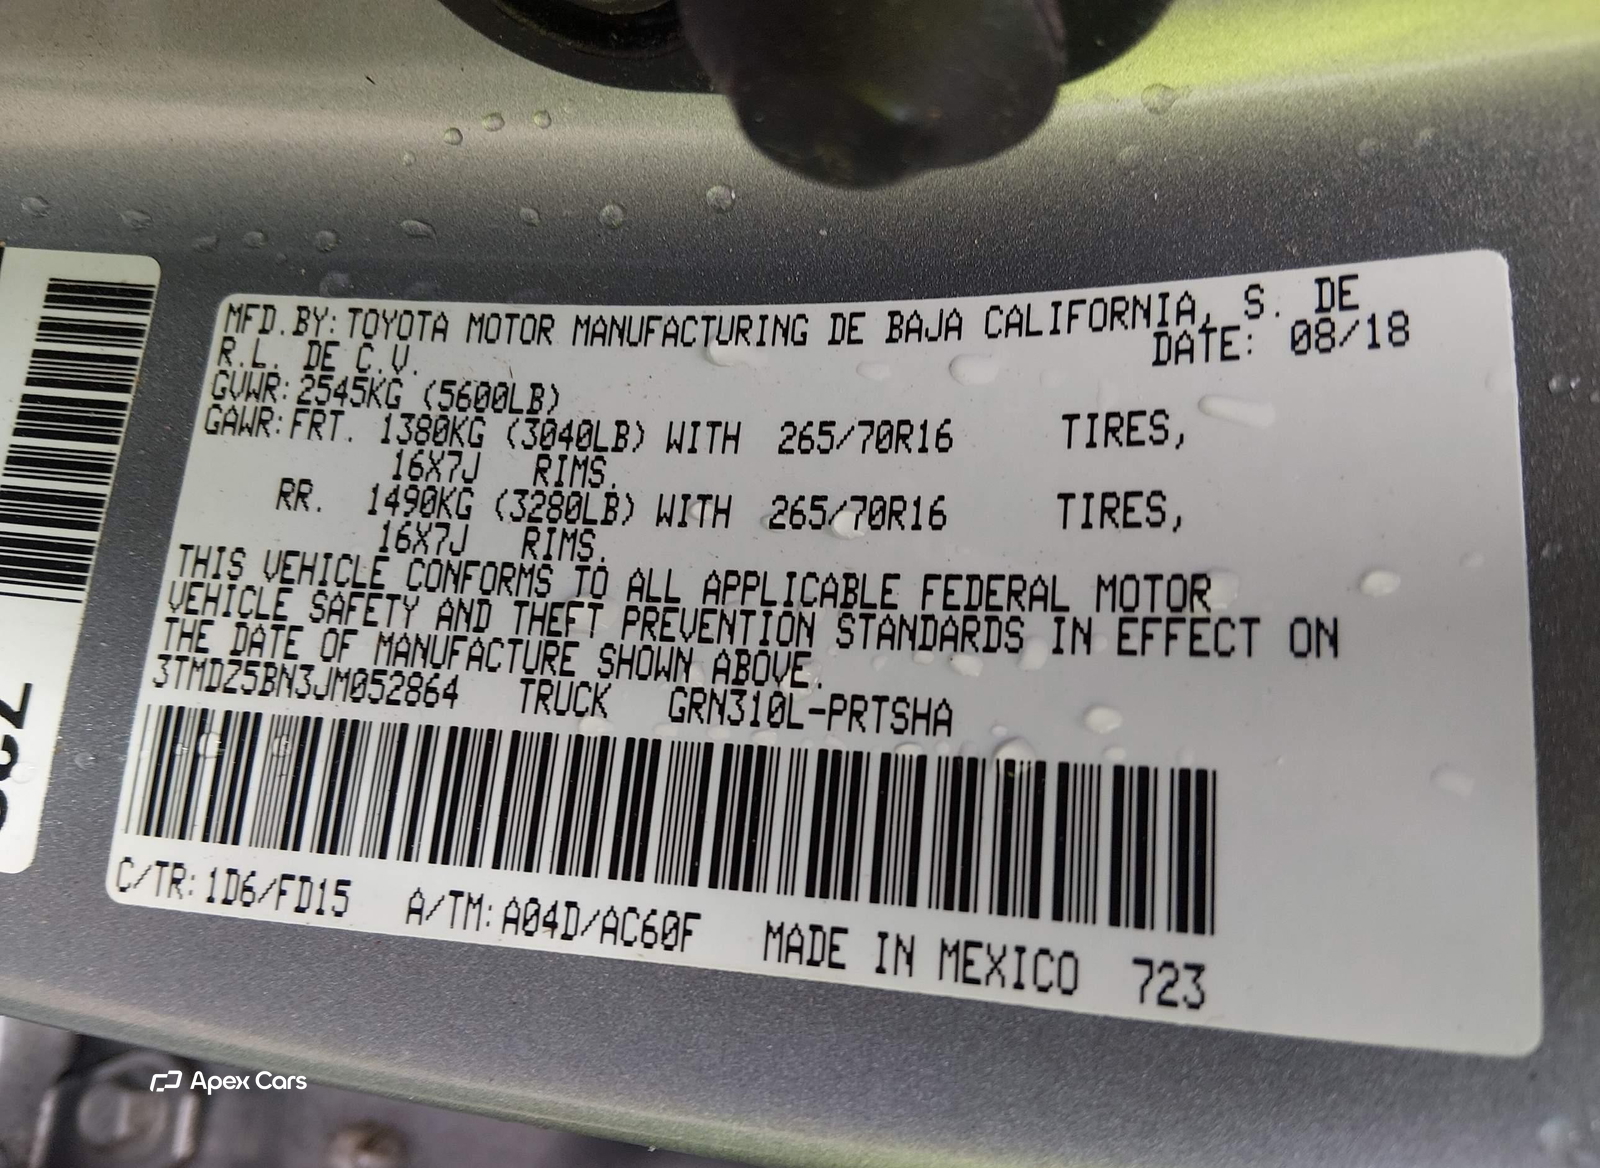 MFD.BY: TOYOTA MOTOR MANUFACTURING DE BAJA CALIFORNIA, S. DE
R.L. DE C.V. DATE: 08/18
GVWR: 2545KG (5600LB)
GAWR: FRT. 1380KG (3040LB) WITH 265/70R16 TIRES,
16X7J RIMS.
RR. 1490KG (3280LB) WITH 265/70R16 TIRES,
16X7J RIMS.
THIS VEHICLE CONFORMS TO ALL APPLICABLE FEDERAL MOTOR
VEHICLE SAFETY AND THEFT PREVENTION STANDARDS IN EFFECT ON
THE DATE OF MANUFACTURE SHOWN ABOVE.
3TMDZ5BN3JM052864 TRUCK GRN310L-PRTSHA
C/TR: 1D6/FD15 A/TM: A04D/AC60F MADE IN MEXICO 723
Apex Cars